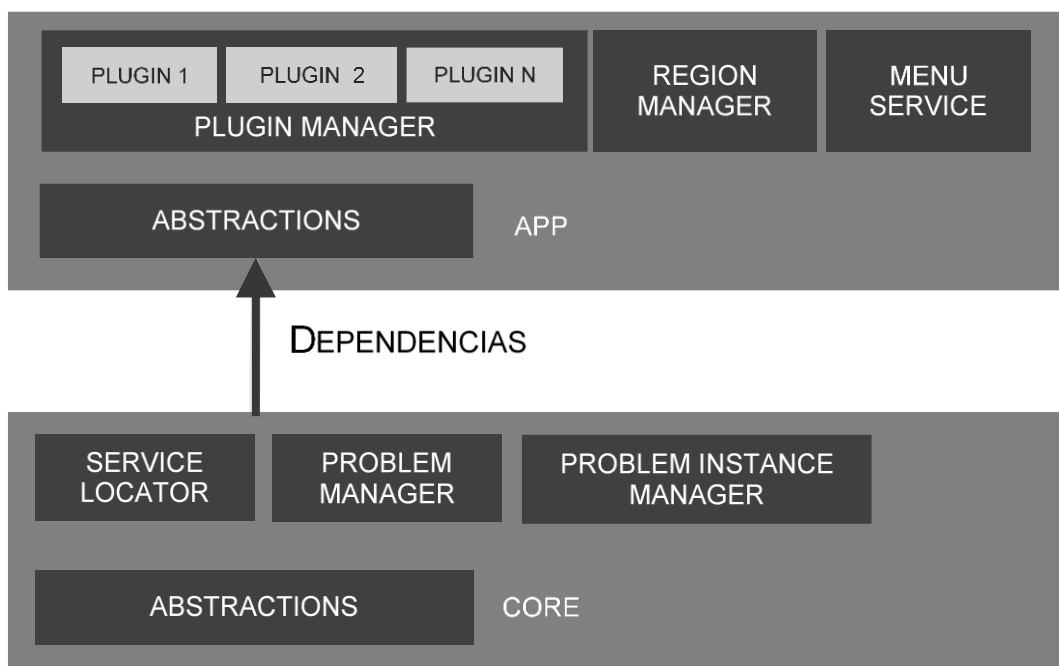 PLUGIN 1
PLUGIN 2
PLUGIN N
PLUGIN MANAGER
REGION
MANAGER
MENU
SERVICE
ABSTRACTIONS
APP
DEPENDENCIAS
SERVICE
LOCATOR
PROBLEM
MANAGER
PROBLEM INSTANCE
MANAGER
ABSTRACTIONS
CORE